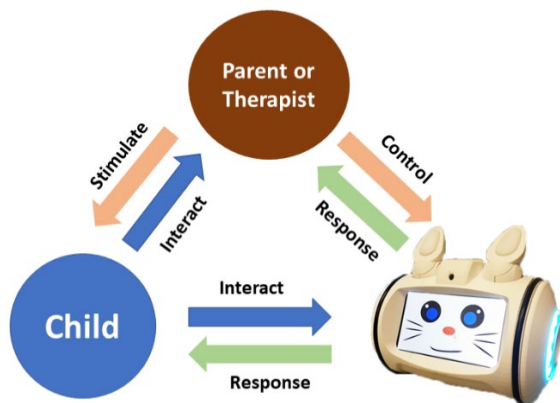 Parent or
Therapist
Stimulate
Interact
Control
Response
Child
Interact
Response